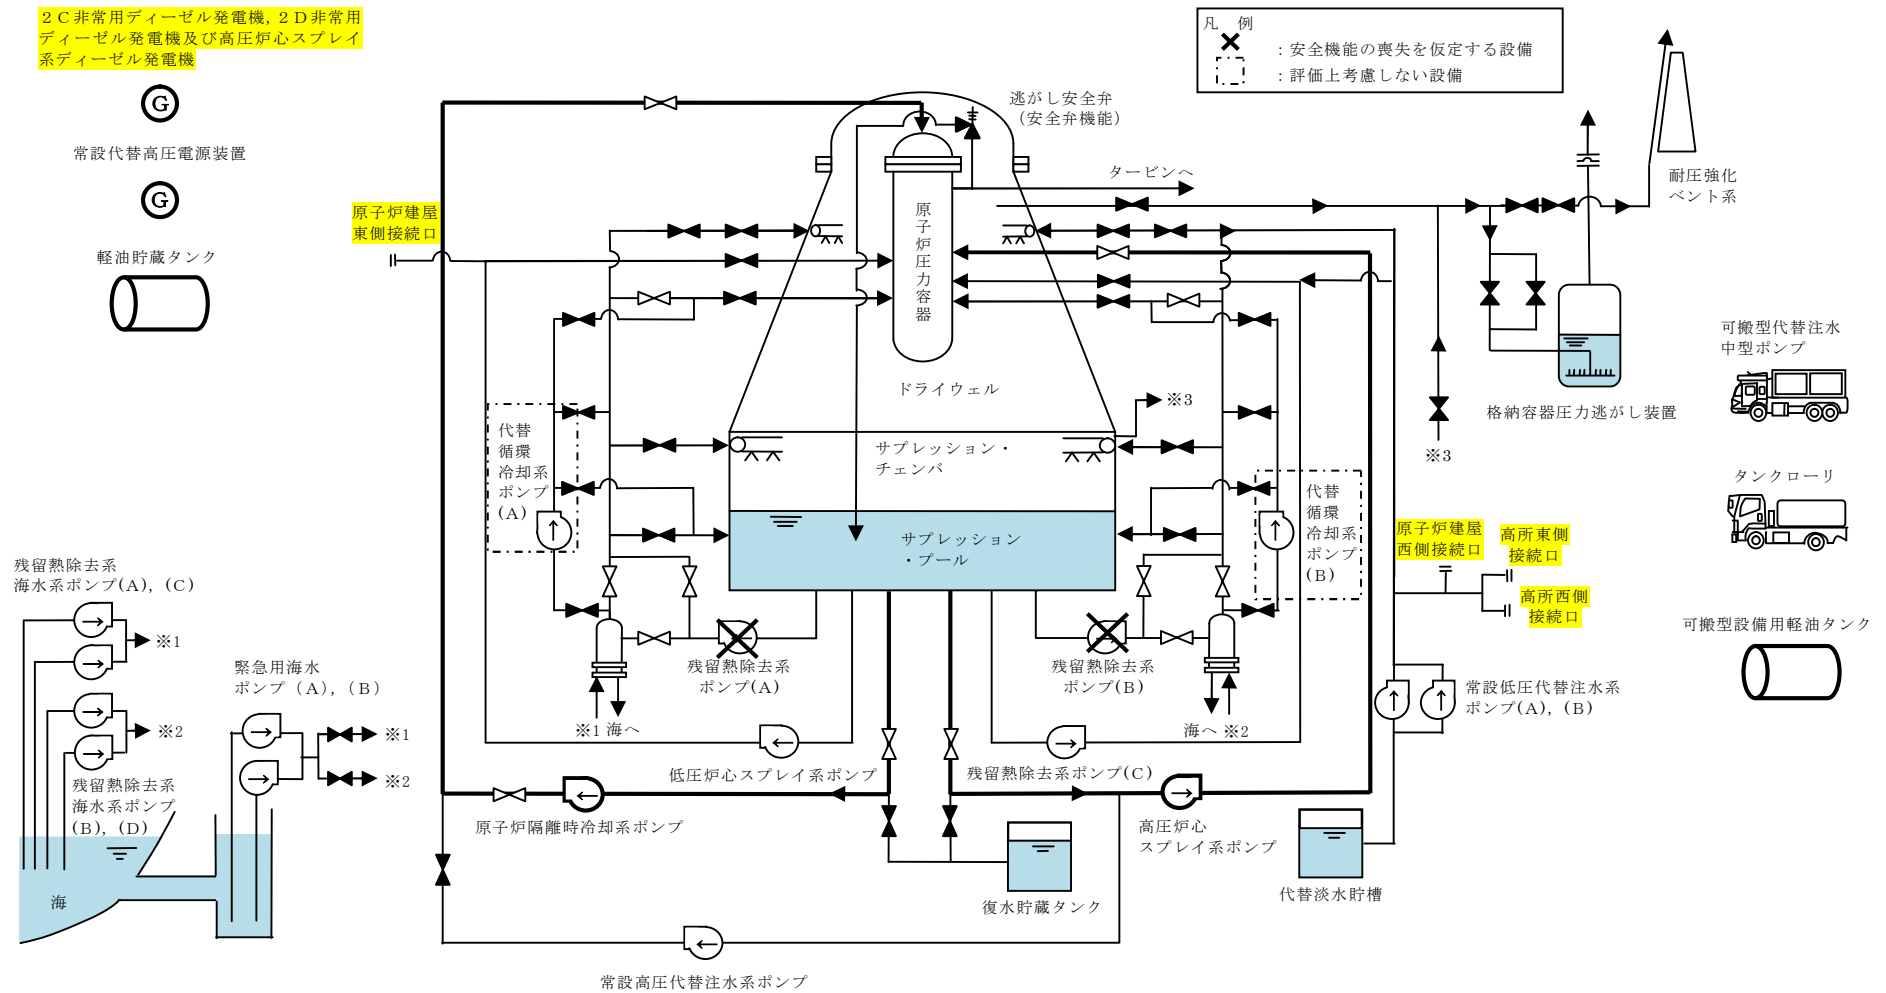 ２Ｃ非常用ディーゼル発電機，２Ｄ非常用
ディーゼル発電機及び高圧炉心スプレイ
系ディーゼル発電機
G
常設代替高圧電源装置
G
軽油貯蔵タンク
凡　例
：安全機能の喪失を仮定する設備
：評価上考慮しない設備
逃がし安全弁
（安全弁機能）
タービンへ
耐圧強化
ベント系
原子炉建屋
東側接続口
原子炉圧力容器
ドライウェル
※3
サプレッション・
チェンバ
サプレッション
・プール
代替
循環
冷却系
ポンプ
(A)
代替
循環
冷却系
ポンプ
(B)
格納容器圧力逃がし装置
※3
可搬型代替注水
中型ポンプ
タンクローリ
原子炉建屋
西側接続口
高所東側
接続口
高所西側
接続口
可搬型設備用軽油タンク
残留熱除去系
海水系ポンプ(A)，(C)
※1
※2
残留熱除去系
海水系ポンプ
(B)，(D)
海
緊急用海水
ポンプ（A），（B）
※1
※2
残留熱除去系
ポンプ(A)
※1 海へ
残留熱除去系
ポンプ(B)
海へ ※2
常設低圧代替注水系
ポンプ(A)，(B)
低圧炉心スプレイ系ポンプ
残留熱除去系ポンプ(C)
原子炉隔離時冷却系ポンプ
高圧炉心
スプレイ系ポンプ
復水貯蔵タンク
代替淡水貯槽
常設高圧代替注水系ポンプ